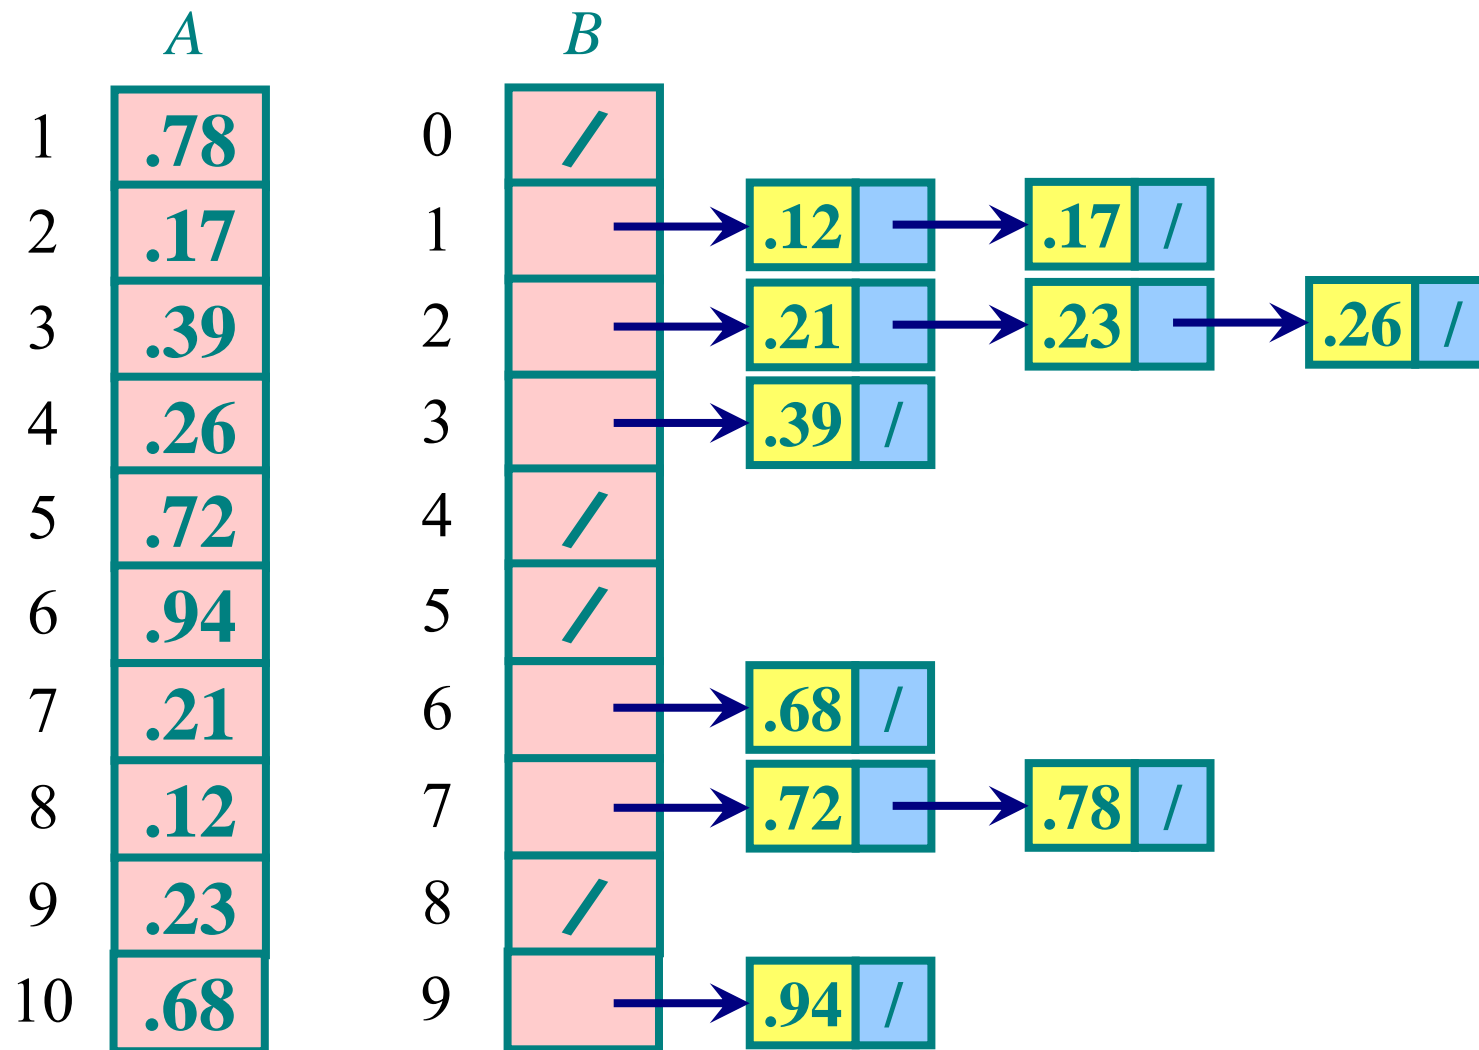 A B
1 .78 0 /
2 .17 1 .12 .17 /
3 .39 2 .21 .23 .26 /
4 .26 3 .39 /
5 .72 4 /
6 .94 5 /
7 .21 6 .68 /
8 .12 7 .72 .78 /
9 .23 8 /
10 .68 9 .94 /